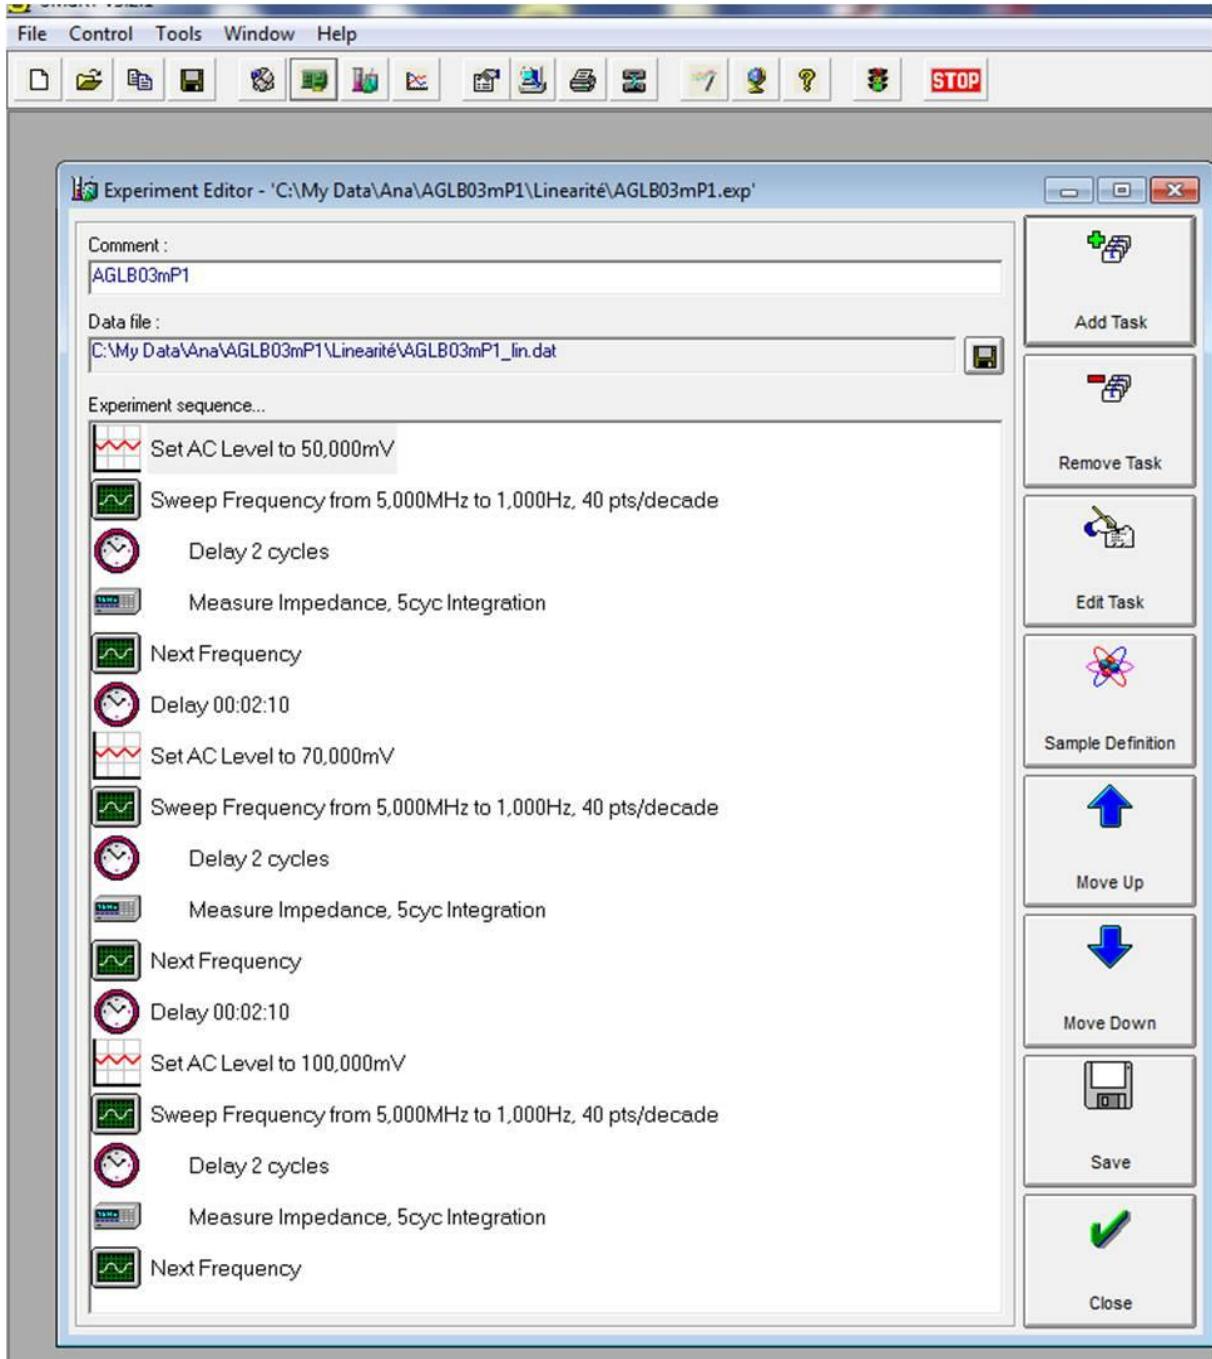 File Control Tools Window Help
STOP
Experiment Editor - 'C:\My Data\Ana\AGLB03mP1\Linearité\AGLB03mP1.exp'
Comment :
AGLB03mP1
Data file :
C:\My Data\Ana\AGLB03mP1\Linearité\AGLB03mP1_lin.dat
Experiment sequence...
Set AC Level to 50,000mV
Sweep Frequency from 5,000MHz to 1,000Hz, 40 pts/decade
Delay 2 cycles
Measure Impedance, 5cyc Integration
Next Frequency
Delay 00:02:10
Set AC Level to 70,000mV
Sweep Frequency from 5,000MHz to 1,000Hz, 40 pts/decade
Delay 2 cycles
Measure Impedance, 5cyc Integration
Next Frequency
Delay 00:02:10
Set AC Level to 100,000mV
Sweep Frequency from 5,000MHz to 1,000Hz, 40 pts/decade
Delay 2 cycles
Measure Impedance, 5cyc Integration
Next Frequency
Add Task
Remove Task
Edit Task
Sample Definition
Move Up
Move Down
Save
Close